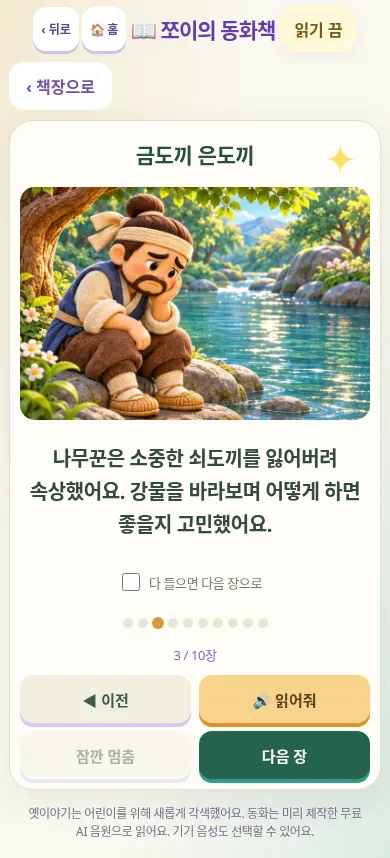 ‹ 뒤로 🏠 홈 📖 쪼이의 동화책 읽기 끔
‹ 책장으로
금도끼 은도끼
나무꾼은 소중한 쇠도끼를 잃어버려
속상했어요. 강물을 바라보며 어떻게 하면
좋을지 고민했어요.
다 들으면 다음 장으로
3 / 10장
◀ 이전 🔊 읽어줘
잠깐 멈춤 다음 장
옛이야기는 어린이를 위해 새롭게 각색했어요. 동화는 미리 제작한 무료
AI 음원으로 읽어요. 기기 음성도 선택할 수 있어요.